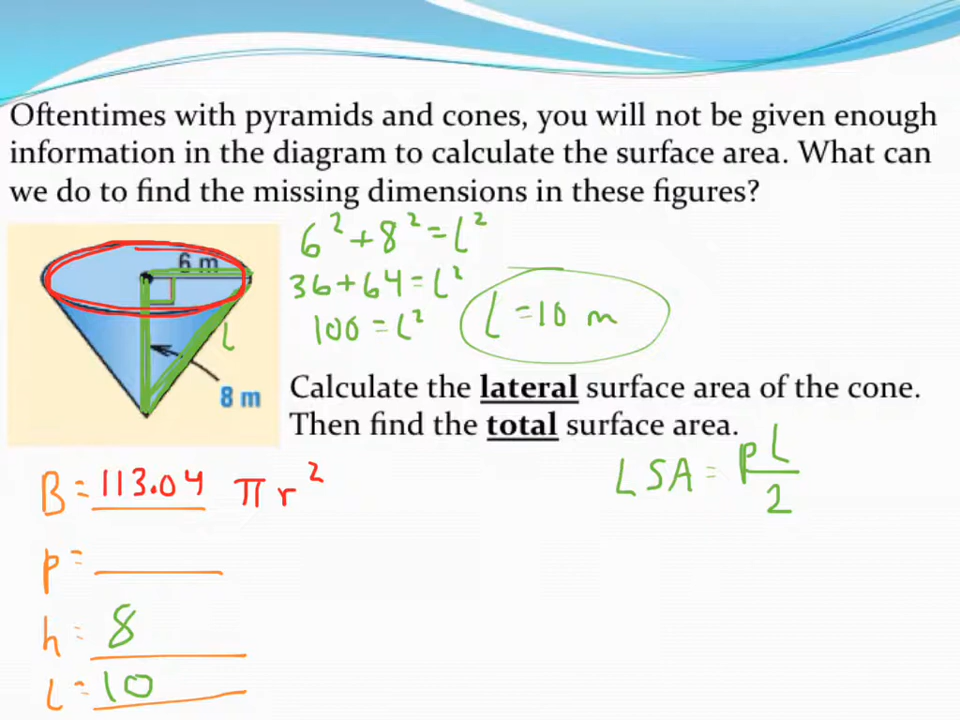 Oftentimes with pyramids and cones, you will not be given enough
information in the diagram to calculate the surface area. What can
we do to find the missing dimensions in these figures?
6 m
l
8 m
6² + 8² = l²
36 + 64 = l²
100 = l²
l = 10 m
Calculate the lateral surface area of the cone.
Then find the total surface area.
LSA = pl/2
B = 113.04 πr²
p =
h = 8
l = 10